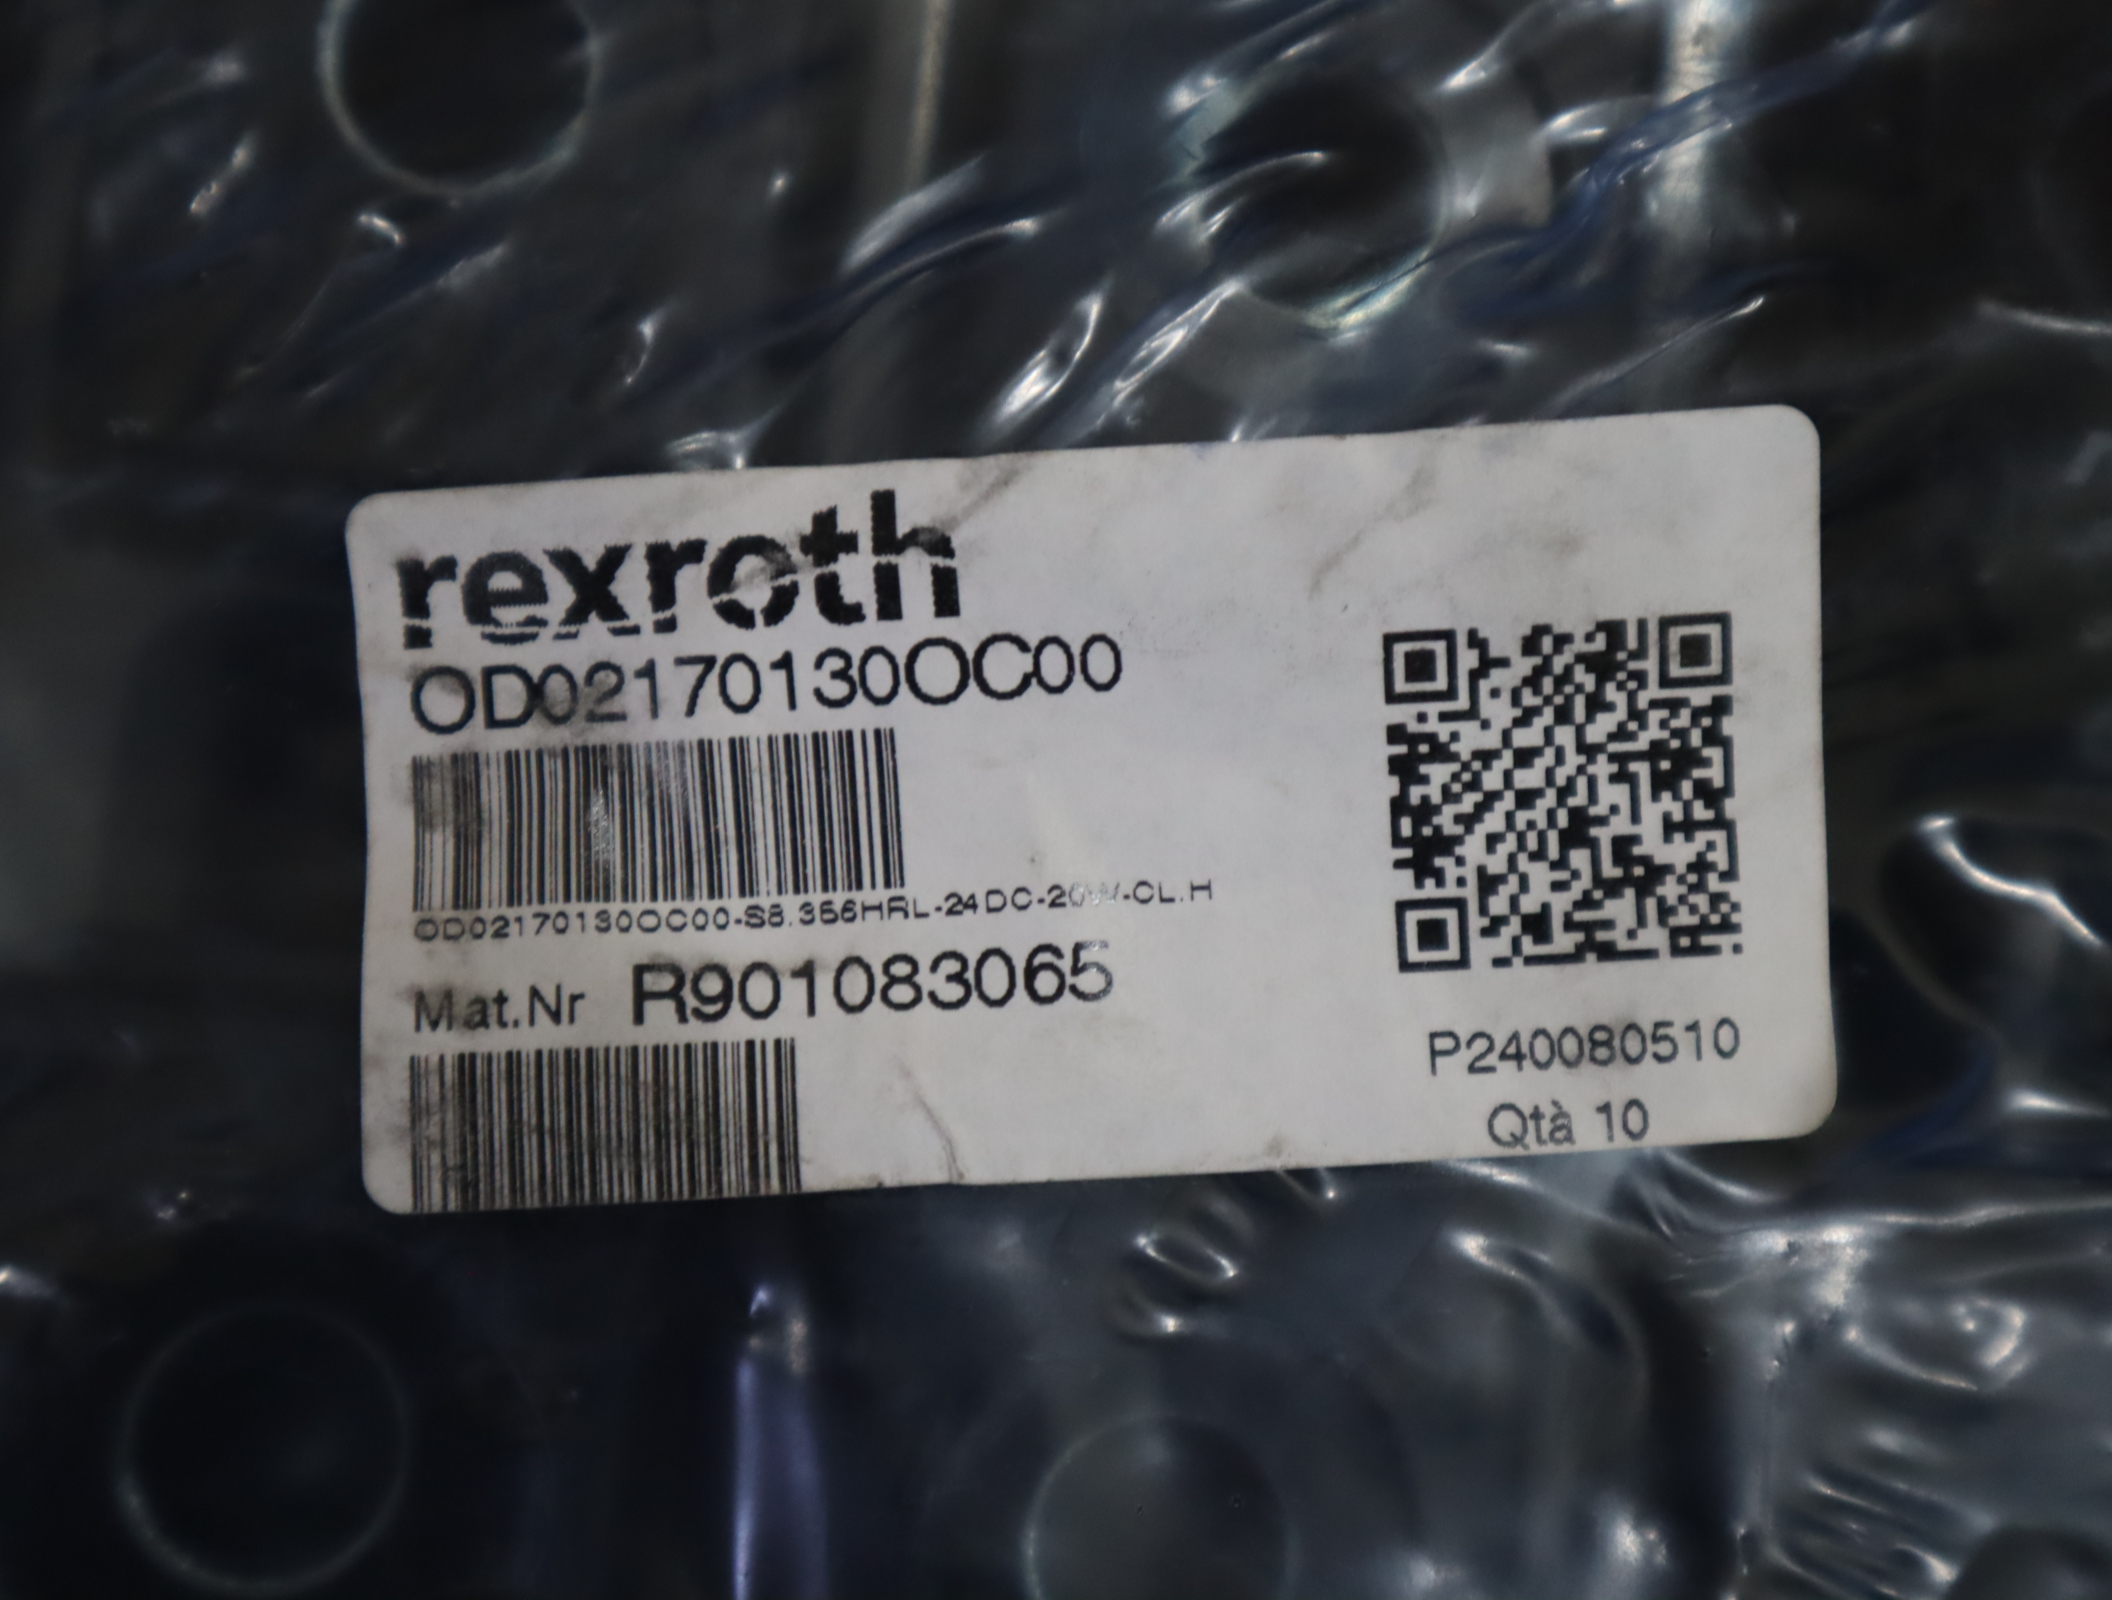 rexroth
OD02170130OC00
OD02170130OC00-S8.356HRL-24DC-20W-CL.H
Mat.Nr R901083065
P240080510
Qtà 10